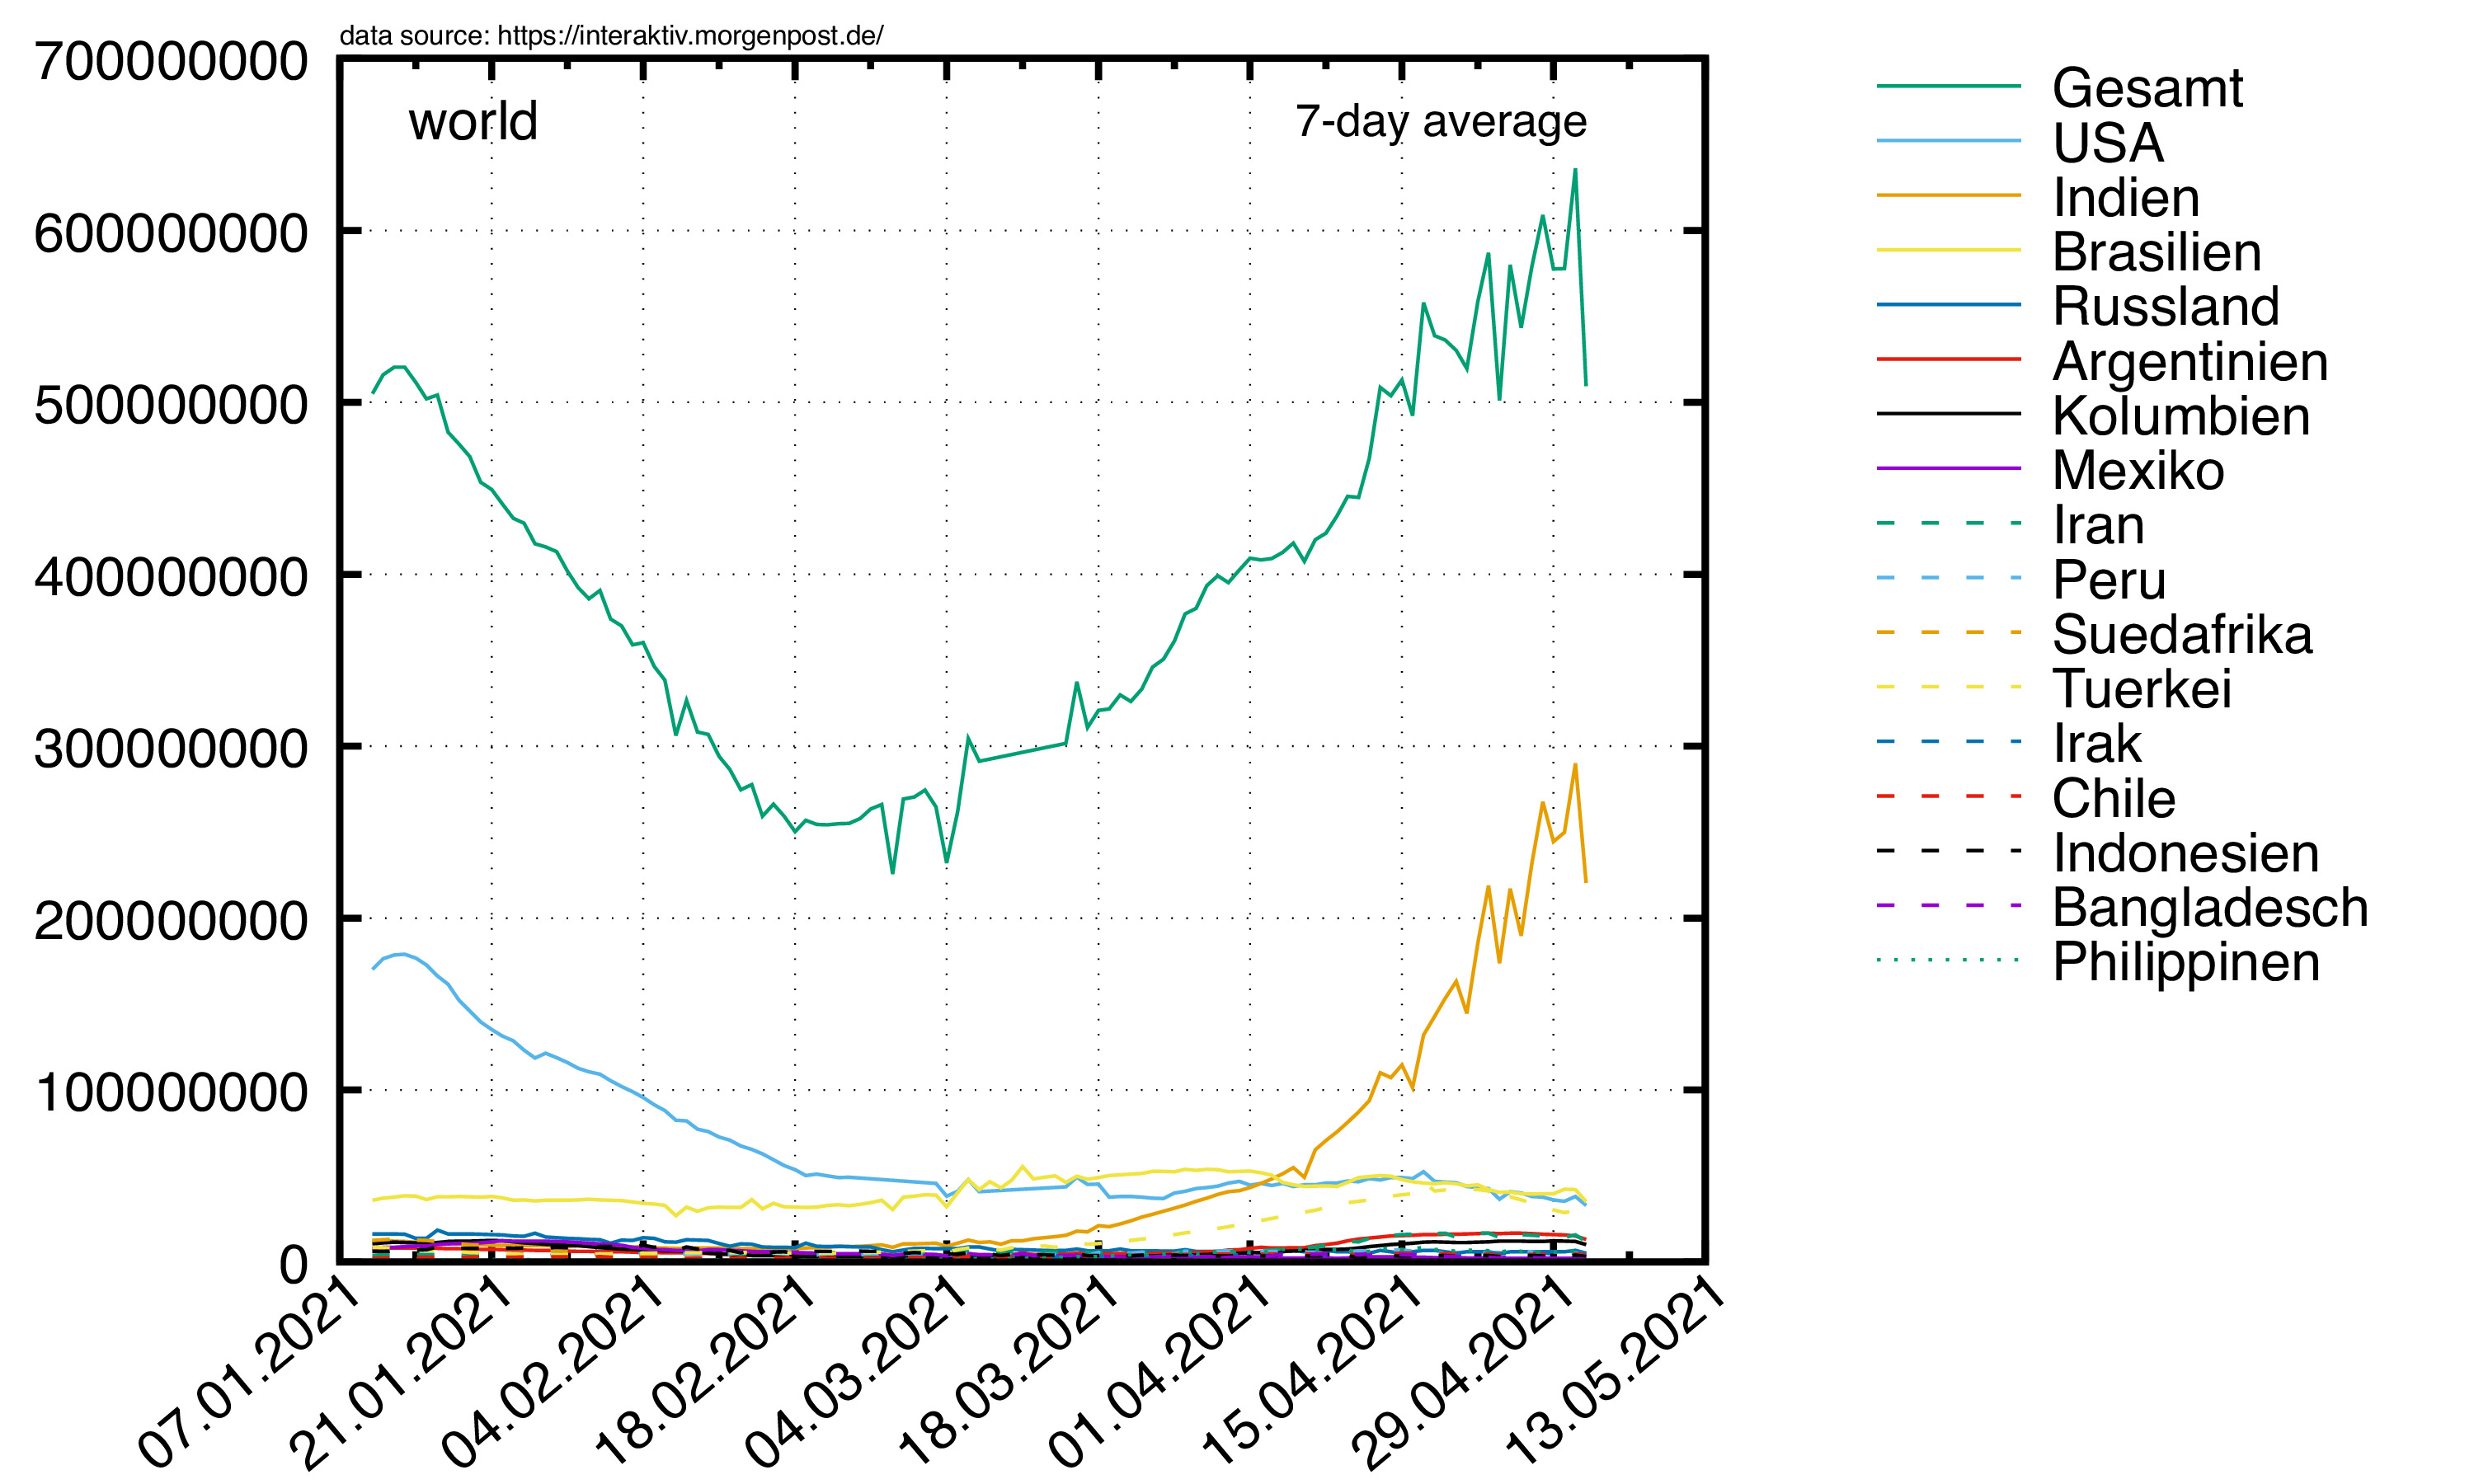 data source: https://interaktiv.morgenpost.de/
world
7-day average
700000000
600000000
500000000
400000000
300000000
200000000
100000000
0
07.01.2021
21.01.2021
04.02.2021
18.02.2021
04.03.2021
18.03.2021
01.04.2021
15.04.2021
29.04.2021
13.05.2021
Gesamt
USA
Indien
Brasilien
Russland
Argentinien
Kolumbien
Mexiko
Iran
Peru
Suedafrika
Tuerkei
Irak
Chile
Indonesien
Bangladesch
Philippinen